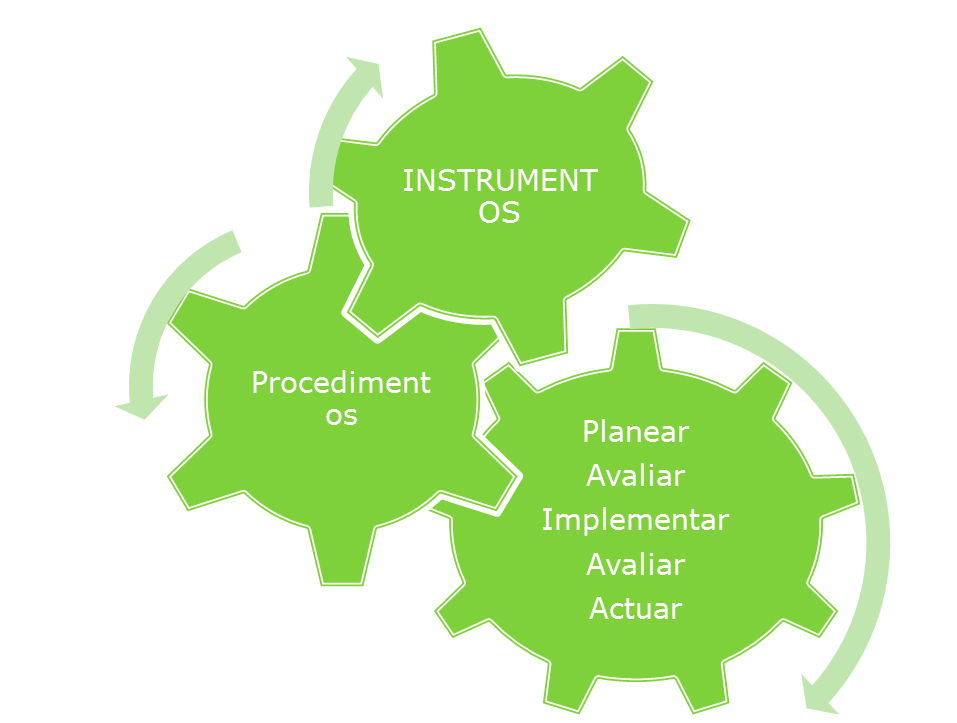 INSTRUMENT
OS
Procediment
os
Planear
Avaliar
Implementar
Avaliar
Actuar